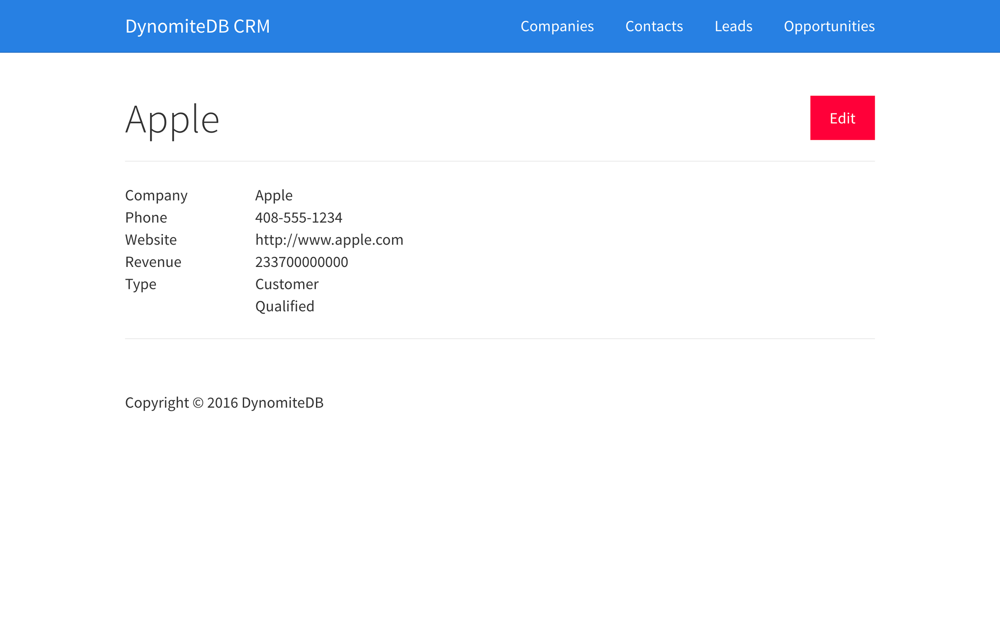 DynomiteDB CRM Companies Contacts Leads Opportunities
Apple Edit
Company Apple
Phone 408-555-1234
Website http://www.apple.com
Revenue 233700000000
Type Customer
Qualified
Copyright © 2016 DynomiteDB